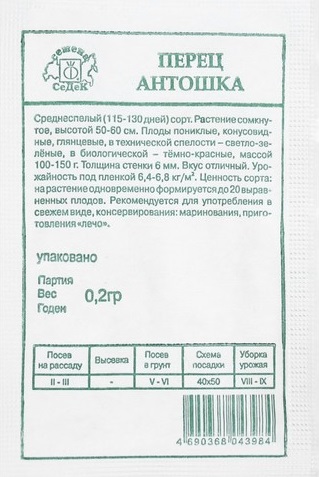 семена
СеДеК
ПЕРЕЦ
АНТОШКА
Среднеспелый (115-130 дней) сорт. Растение сомкну-
тое, высотой 50-60 см. Плоды пониклые, конусовид-
ные, глянцевые, в технической спелости – светло-зе-
лёные, в биологической – тёмно-красные, массой
100-150 г. Толщина стенки 6 мм. Вкус отличный. Уро-
жайность под пленкой 6,4-6,8 кг/м². Ценность сорта:
на растение одновременно формируется до 20 вырав-
ненных плодов. Рекомендуется для употребления в
свежем виде, консервирования: маринования, приго-
товления «лечо».
упаковано
Партия
Вес 0,2гр
Годен
Посев на рассаду Высевка Посев в грунт Схема посадки Уборка урожая
II - III - V - VI 40x50 VIII - IX
4 690368 043984